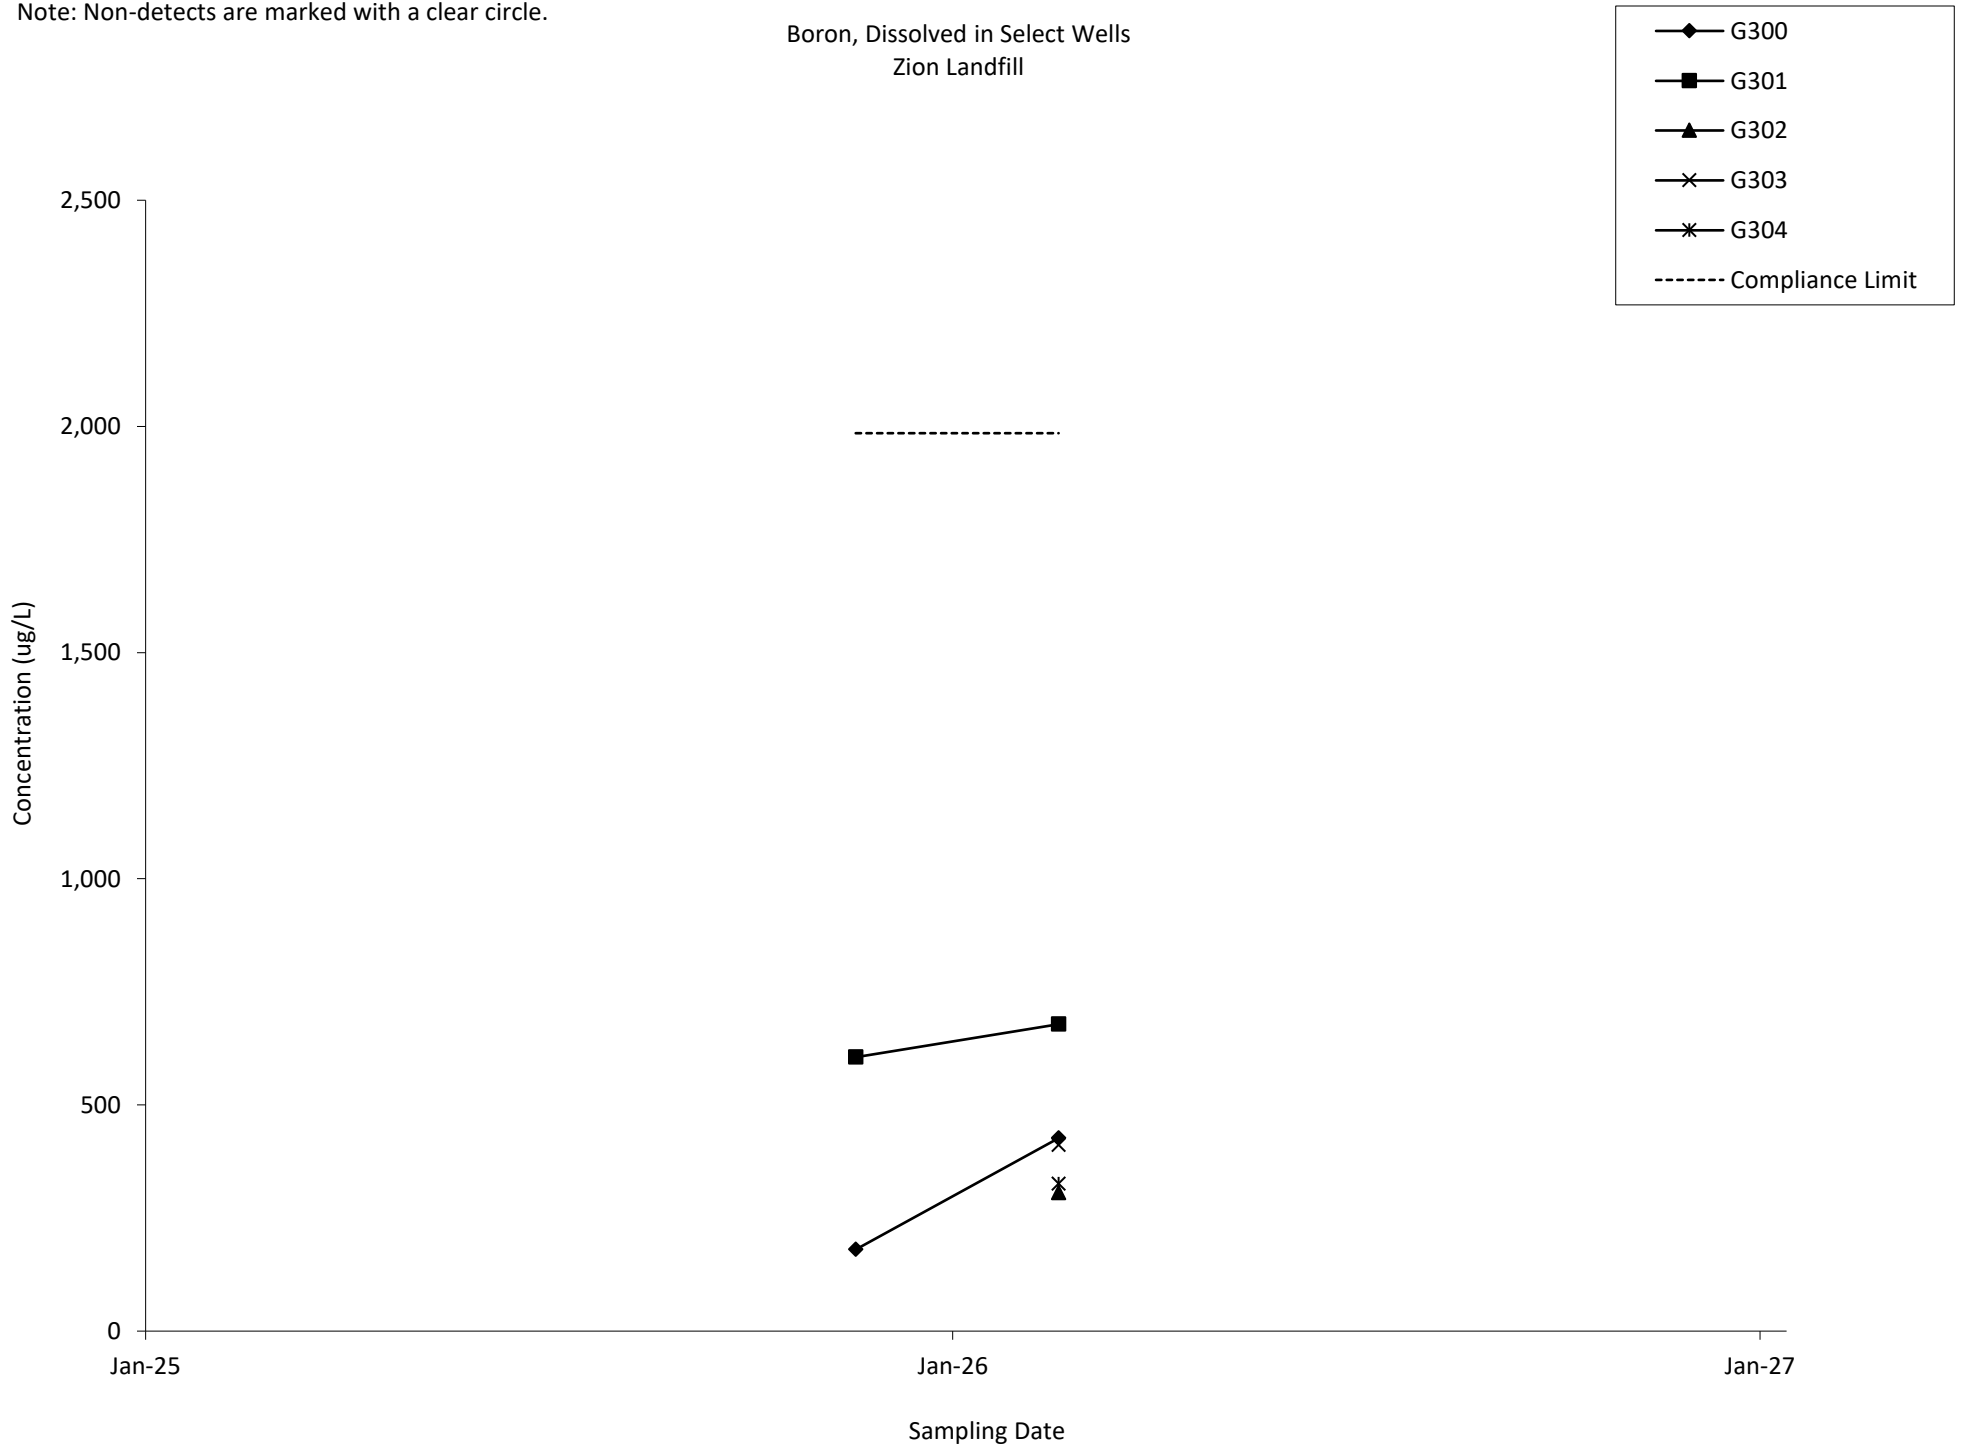 Note: Non-detects are marked with a clear circle.
Boron, Dissolved in Select Wells
Zion Landfill
G300
G301
G302
G303
G304
Compliance Limit
2,500
2,000
1,500
1,000
500
0
Concentration (ug/L)
Jan-25
Jan-26
Jan-27
Sampling Date